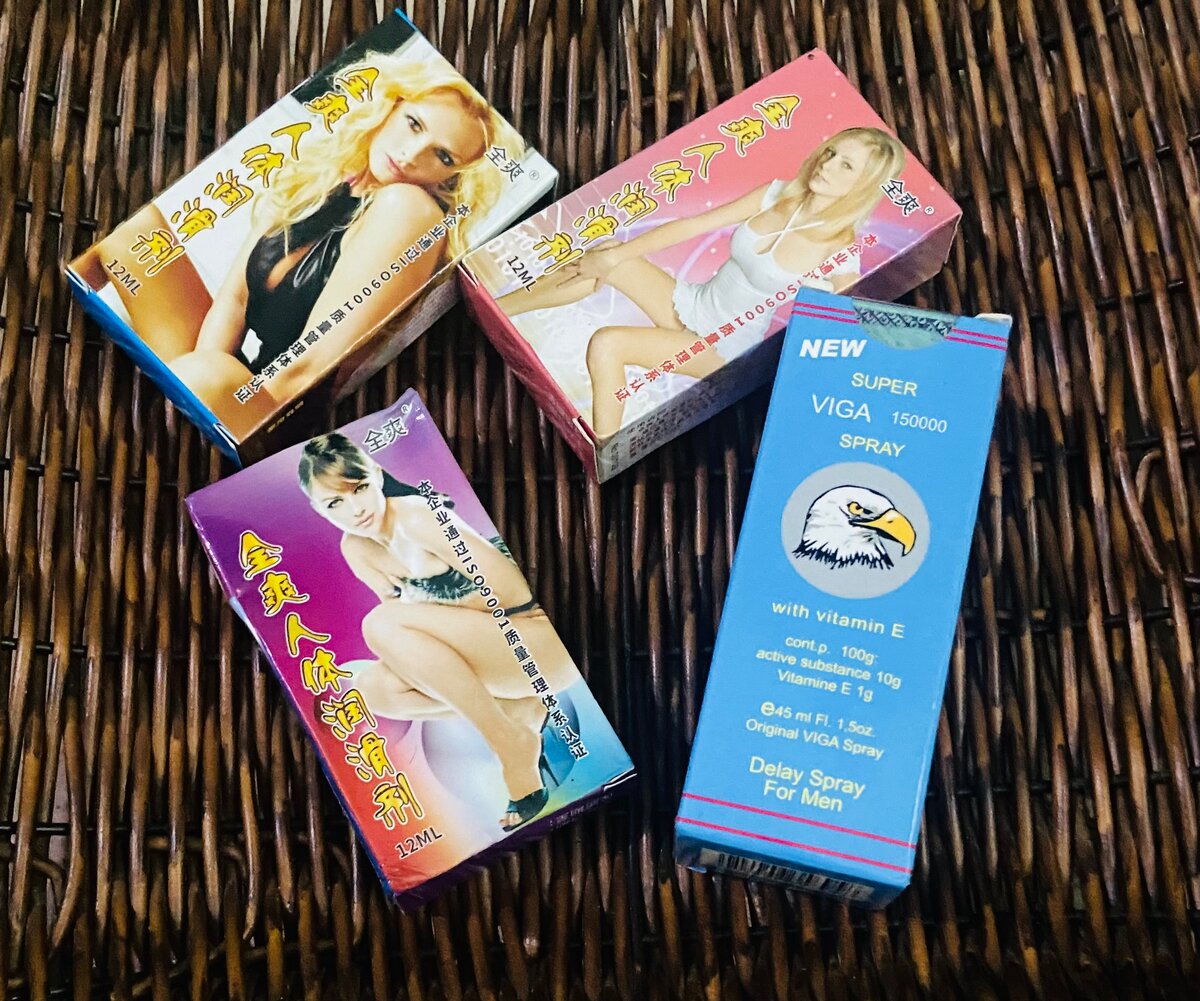 全爽人体润滑剂
12ML
全爽®
本企业通过ISO9001质量管理体系认证
全爽人体润滑剂
12ML
全爽®
本企业通过ISO9001质量管理体系认证
全爽®
全爽人体润滑剂
12ML
本企业通过ISO9001质量管理体系认证
NEW
SUPER
VIGA 150000
SPRAY
with vitamin E
cont.p. 100g:
active substance 10g
Vitamine E 1g
℮45 ml Fl. 1,5oz.
Original VIGA Spray
Delay Spray
For Men